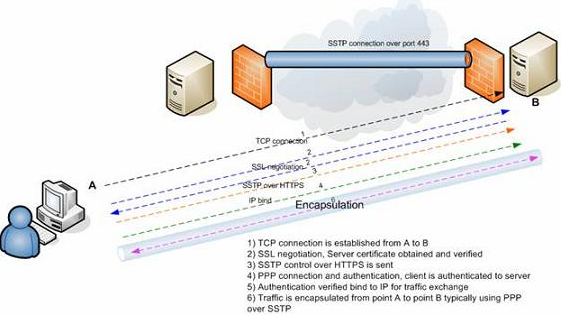 SSTP connection over port 443
B
1
TCP connection
2
SSL negotiation
2
3
SSTP over HTTPS
4
A
IP bind
6
Encapsulation
1) TCP connection is established from A to B
2) SSL negotiation, Server certificate obtained and verified
3) SSTP control over HTTPS is sent
4) PPP connection and authentication, client is authenticated to server
5) Authentication verified bind to IP for traffic exchange
6) Traffic is encapsulated from point A to point B typically using PPP
over SSTP